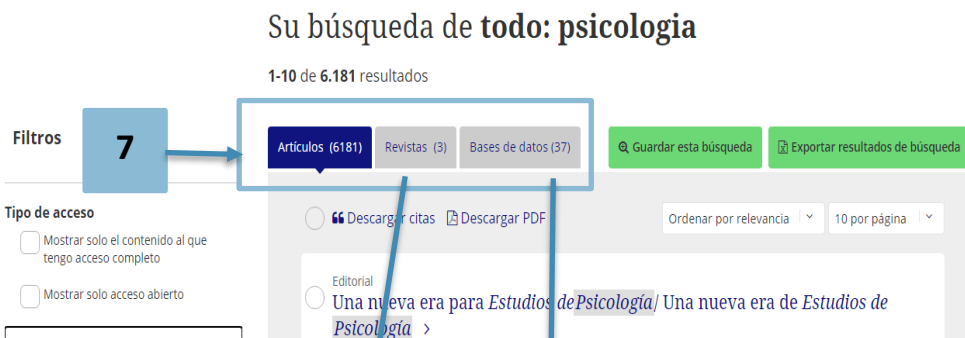 Su búsqueda de todo: psicologia
1-10 de 6.181 resultados
Filtros
7
Artículos (6181)
Revistas (3)
Bases de datos (37)
Guardar esta búsqueda
Exportar resultados de búsqueda
Tipo de acceso
Mostrar solo el contenido al que
tengo acceso completo
Mostrar solo acceso abierto
Descargar citas
Descargar PDF
Ordenar por relevancia
10 por página
Editorial
Una nueva era para Estudios dePsicología/ Una nueva era de Estudios de
Psicología >